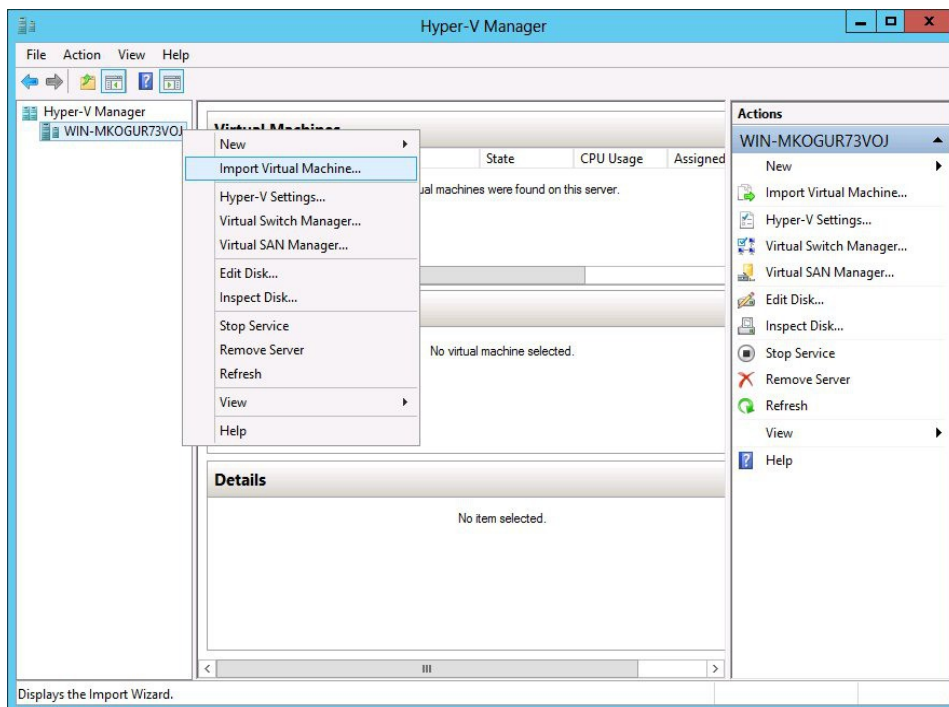 Hyper-V Manager
File Action View Help
Hyper-V Manager
WIN-MKOGUR73VOJ
Virtual Machines
State CPU Usage Assigned
ual machines were found on this server.
No virtual machine selected.
Details
No item selected.
New
Import Virtual Machine...
Hyper-V Settings...
Virtual Switch Manager...
Virtual SAN Manager...
Edit Disk...
Inspect Disk...
Stop Service
Remove Server
Refresh
View
Help
Actions
WIN-MKOGUR73VOJ
New
Import Virtual Machine...
Hyper-V Settings...
Virtual Switch Manager...
Virtual SAN Manager...
Edit Disk...
Inspect Disk...
Stop Service
Remove Server
Refresh
View
Help
Displays the Import Wizard.